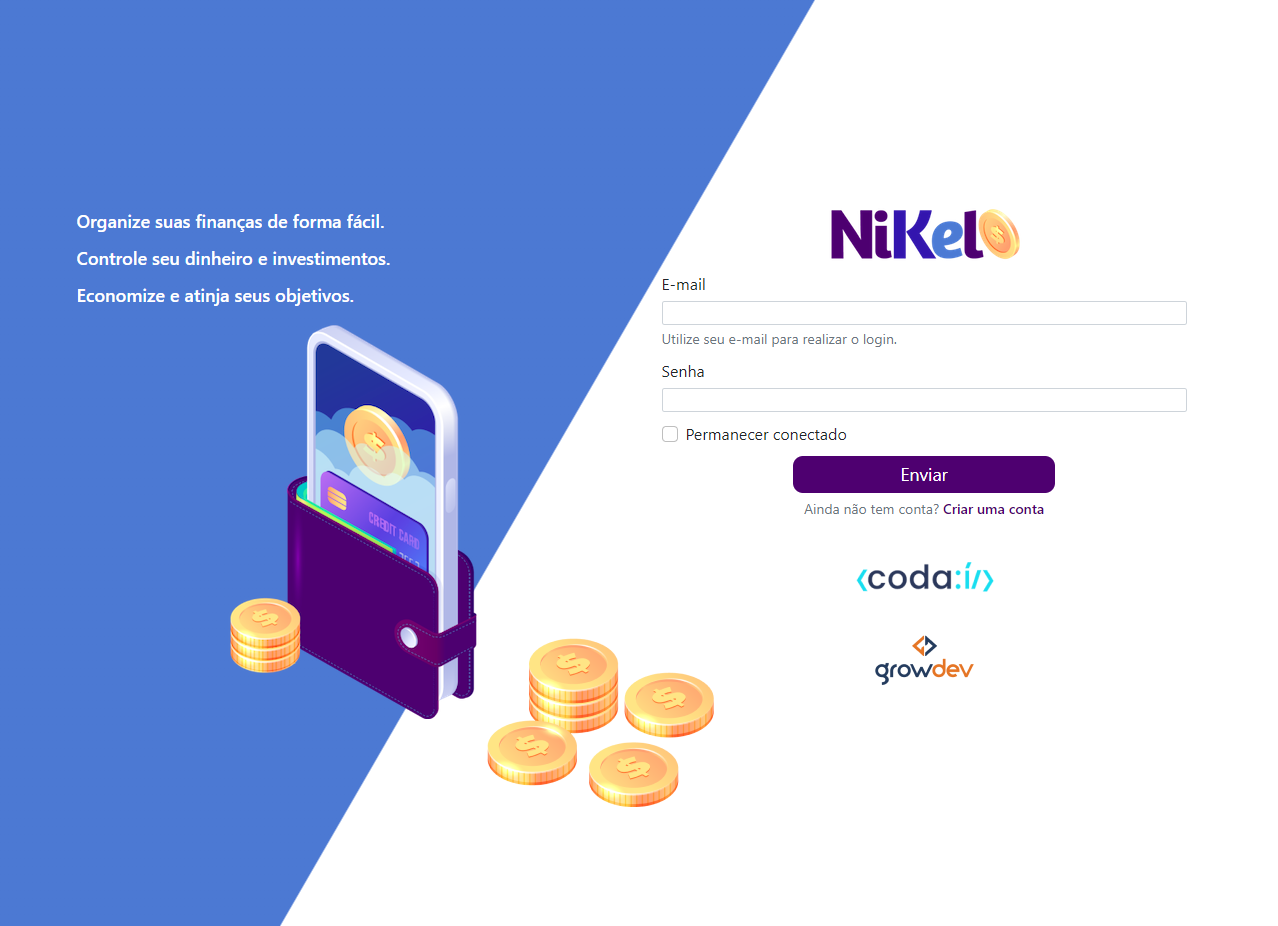 Organize suas finanças de forma fácil.
Controle seu dinheiro e investimentos.
Economize e atinja seus objetivos.
CREDIT CARD
NiKel
E-mail
Utilize seu e-mail para realizar o login.
Senha
Permanecer conectado
Enviar
Ainda não tem conta? Criar uma conta
<coda:í/>
growdev